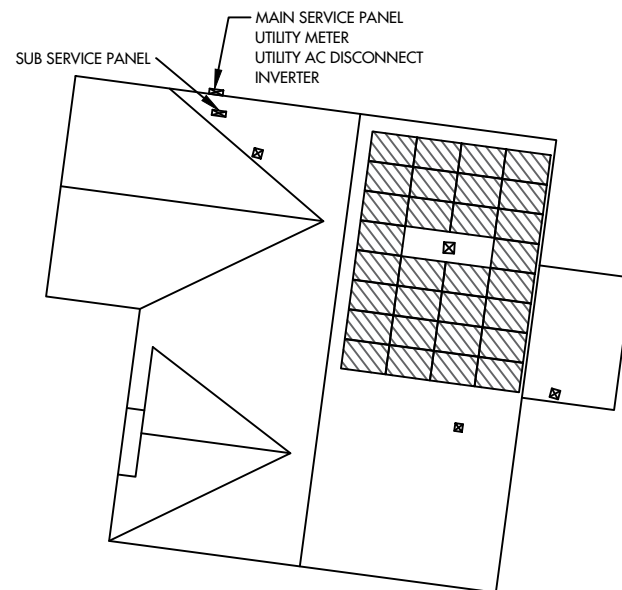 MAIN SERVICE PANEL
UTILITY METER
UTILITY AC DISCONNECT
INVERTER
SUB SERVICE PANEL